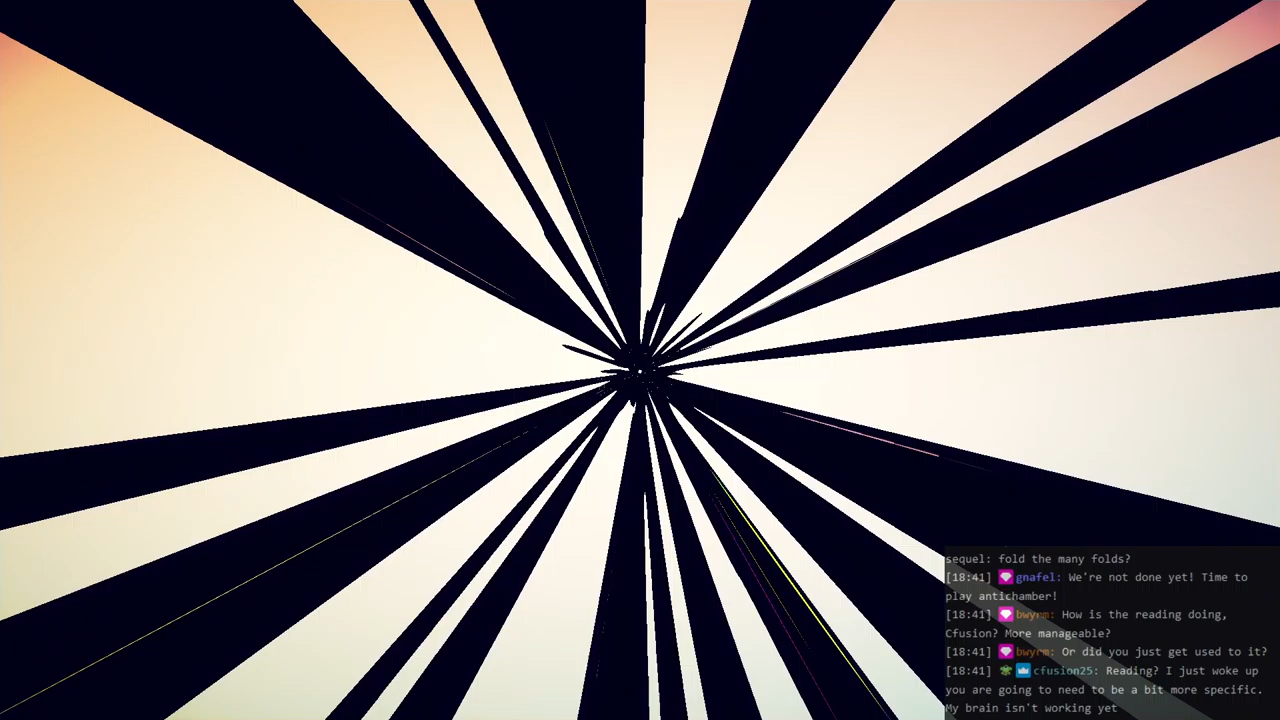 sequel: fold the many folds?
[18:41] gnafel: We're not done yet! Time to
play antichamber!
[18:41] bwyrm: How is the reading doing,
Cfusion? More manageable?
[18:41] bwyrm: Or did you just get used to it?
[18:41] cfusion25: Reading? I just woke up
you are going to need to be a bit more specific.
My brain isn't working yet